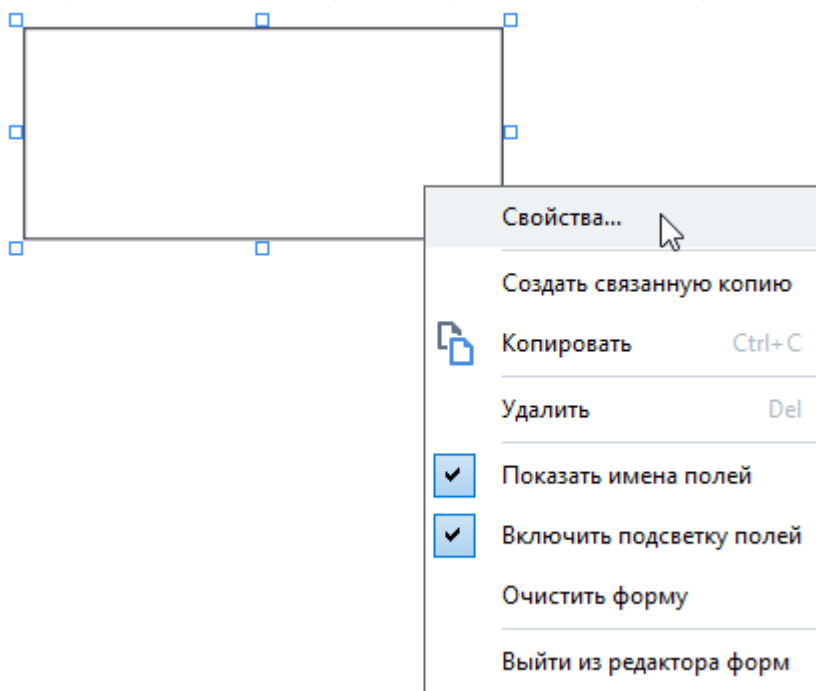 Свойства...
Создать связанную копию
Копировать Ctrl+C
Удалить Del
Показать имена полей
Включить подсветку полей
Очистить форму
Выйти из редактора форм